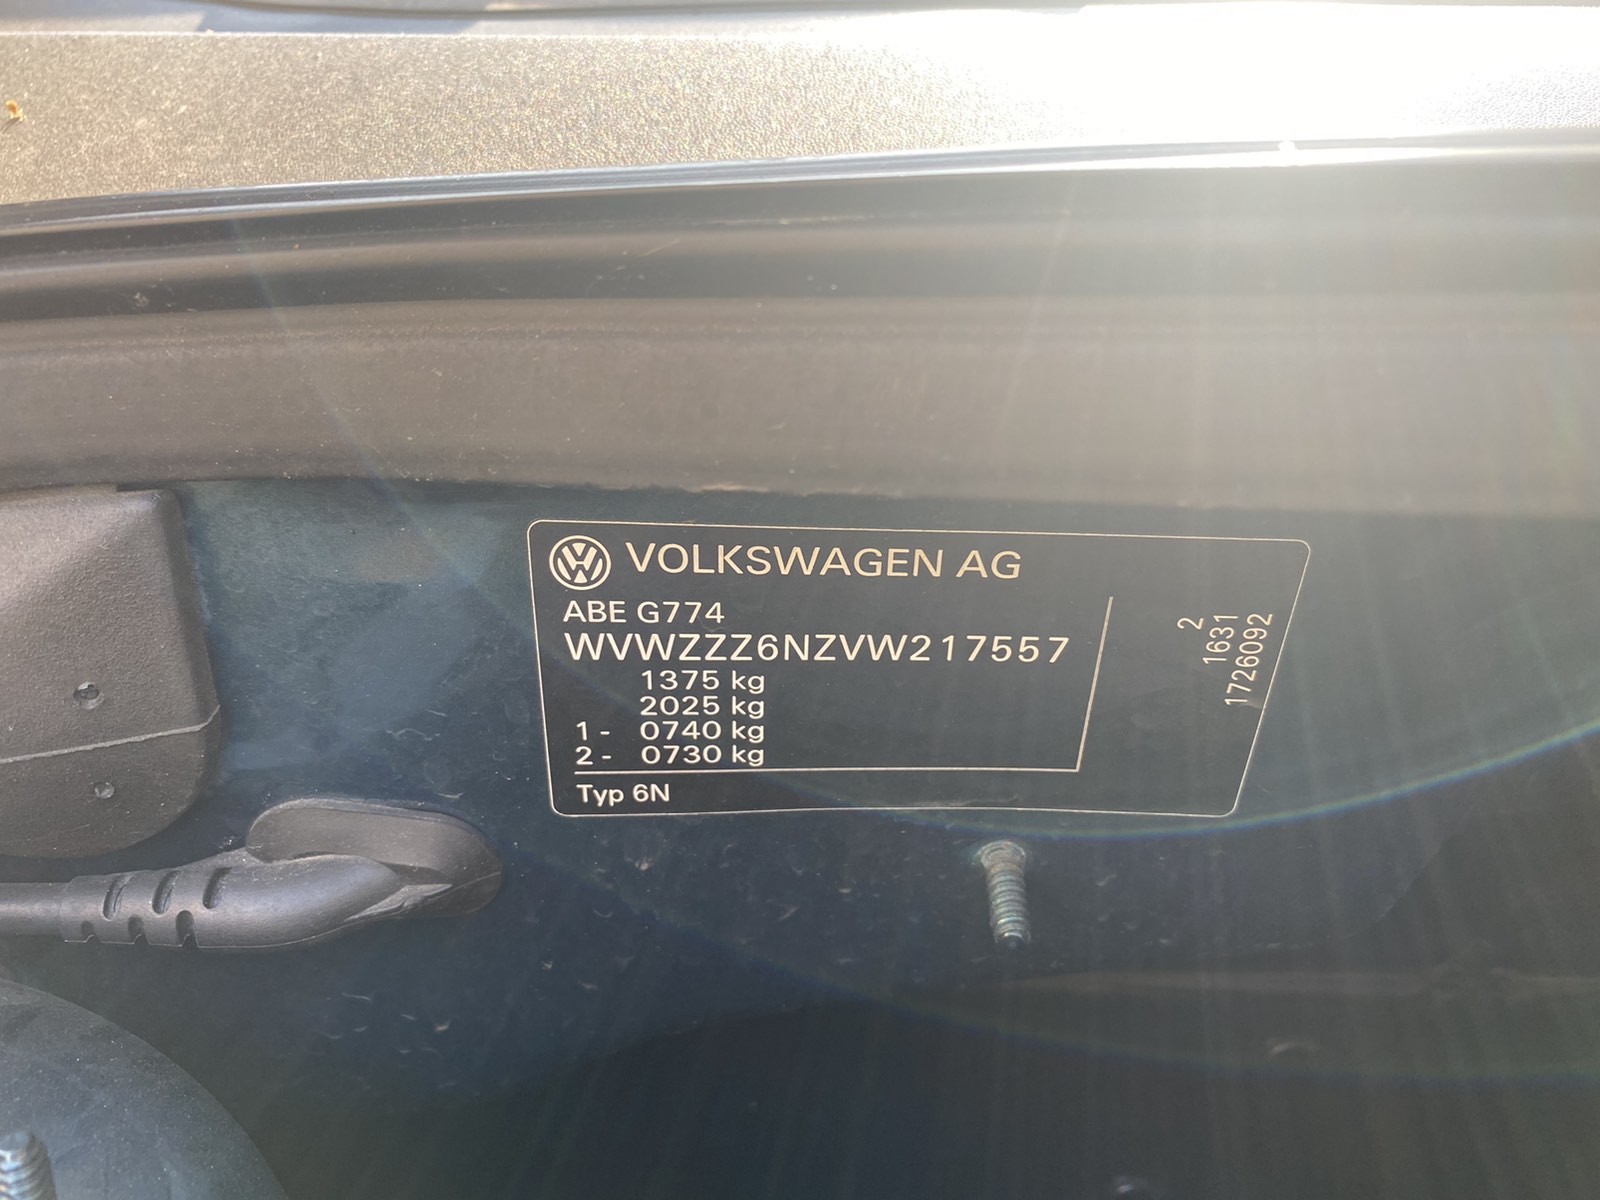 VOLKSWAGEN AG
ABE G774
WVWZZZ6NZVW217557
1375 kg
2025 kg
1- 0740 kg
2- 0730 kg
Typ 6N
2
1631
1726092